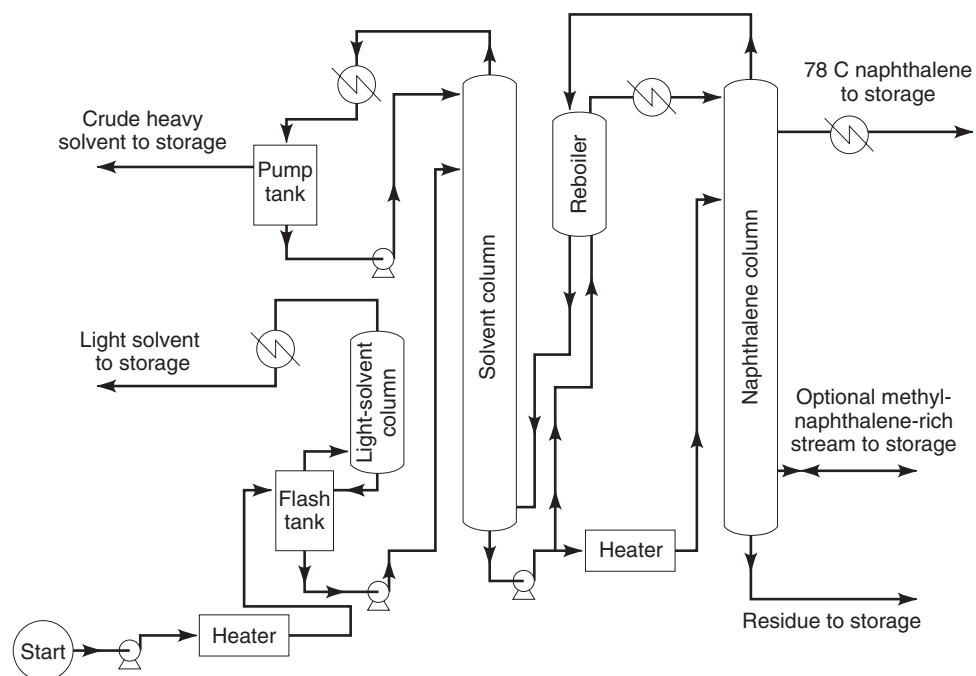 78 C naphthalene
to storage
Crude heavy
solvent to storage
Pump
tank
Reboiler
Solvent column
Naphthalene column
Light solvent
to storage
Light-solvent
column
Optional methyl-
naphthalene-rich
stream to storage
Flash
tank
Heater
Residue to storage
Start
Heater